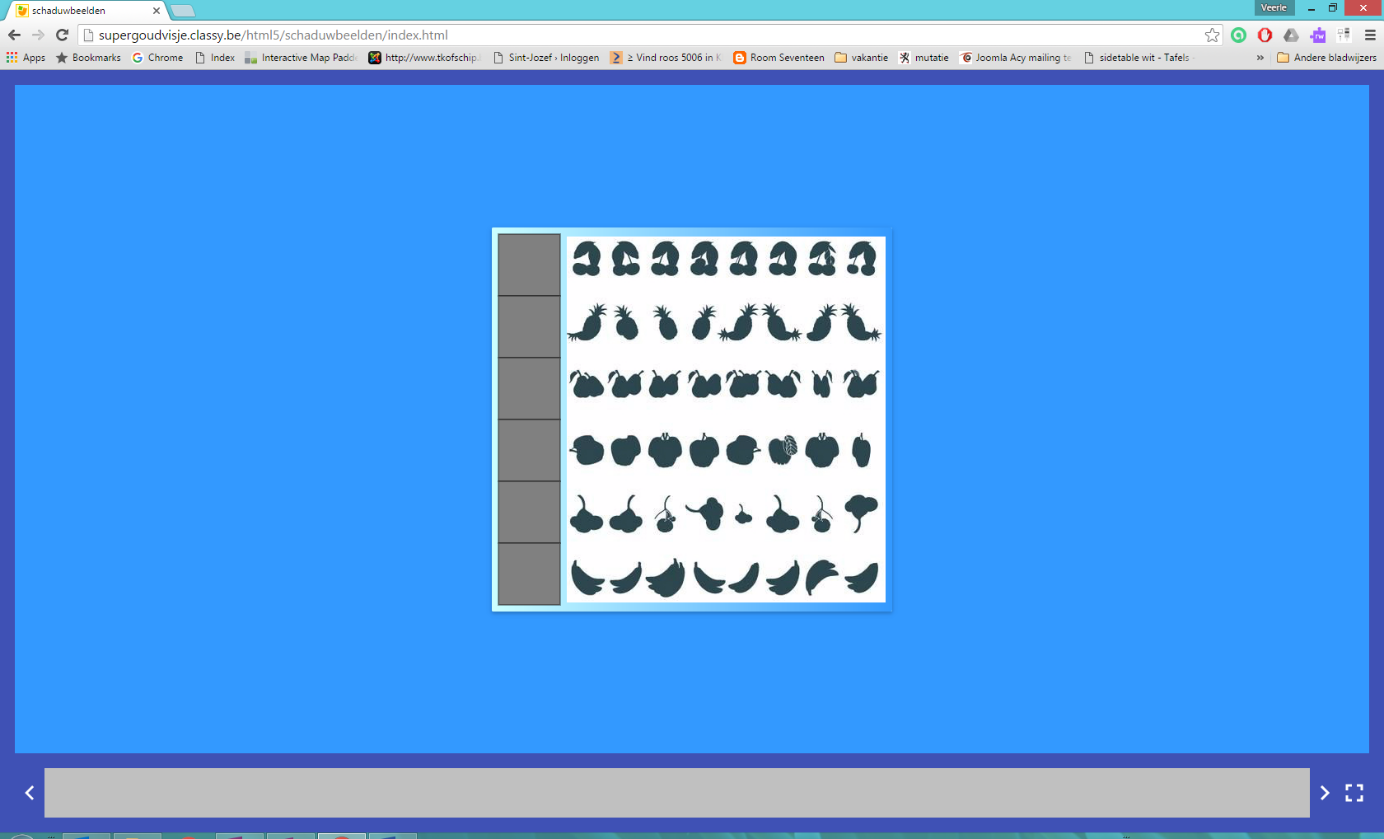 schaduwbeelden
Veerle
supergoudvisje.classy.be/html5/schaduwbeelden/index.html
Apps Bookmarks Chrome Index Interactive Map Padd http://www.tkofschip. Sint-Jozef › Inloggen ≥ Vind roos 5006 in K Room Seventeen vakantie mutatie Joomla Acy mailing te sidetable wit - Tafels » Andere bladwijzers